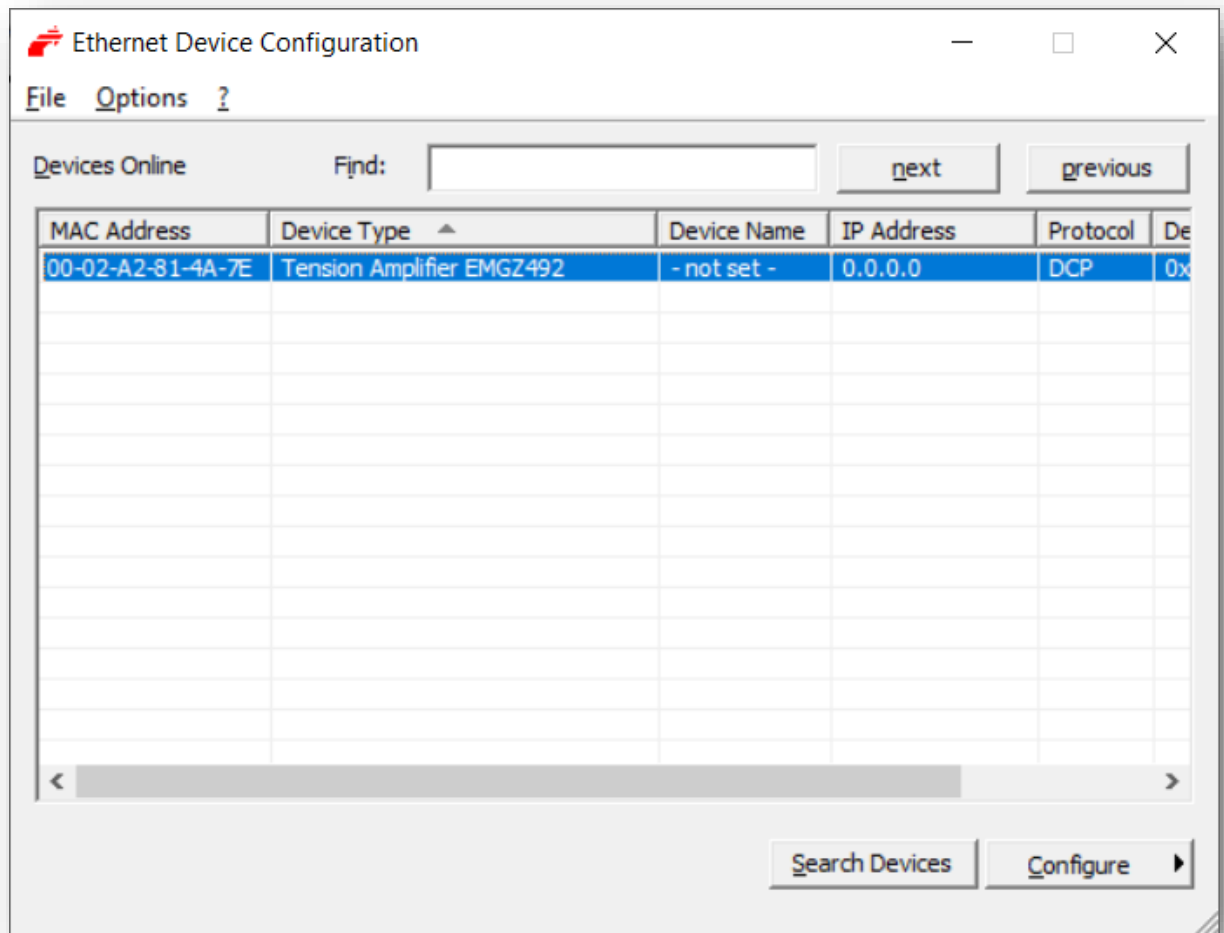 Ethernet Device Configuration
File Options ?
Devices Online Find: next previous
MAC Address Device Type Device Name IP Address Protocol De
00-02-A2-81-4A-7E Tension Amplifier EMGZ492 - not set - 0.0.0.0 DCP 0x
Search Devices Configure